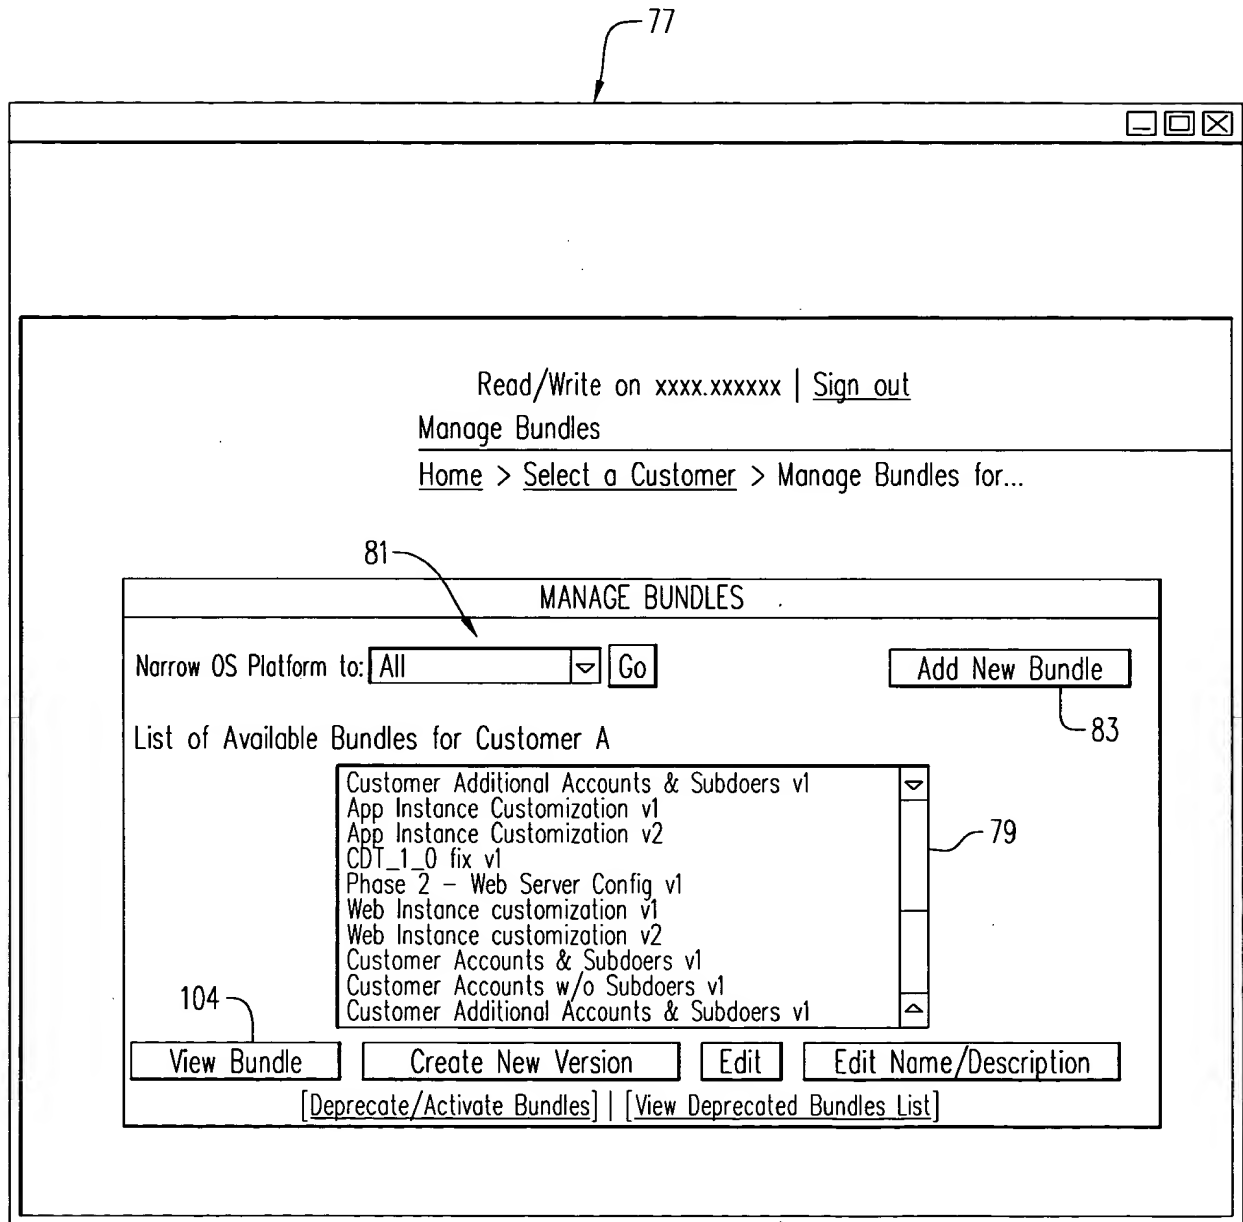 77
Read/Write on xxxx.xxxxxx | Sign out
Manage Bundles
Home > Select a Customer > Manage Bundles for...
81
MANAGE BUNDLES
Narrow OS Platform to: All Go Add New Bundle
83
List of Available Bundles for Customer A
Customer Additional Accounts & Subdoers v1
App Instance Customization v1
App Instance Customization v2
79
CDT_1_0 fix v1
Phase 2 – Web Server Config v1
Web Instance customization v1
Web Instance customization v2
Customer Accounts & Subdoers v1
Customer Accounts w/o Subdoers v1
104
Customer Additional Accounts & Subdoers v1
View Bundle Create New Version Edit Edit Name/Description
[Deprecate/Activate Bundles] | [View Deprecated Bundles List]